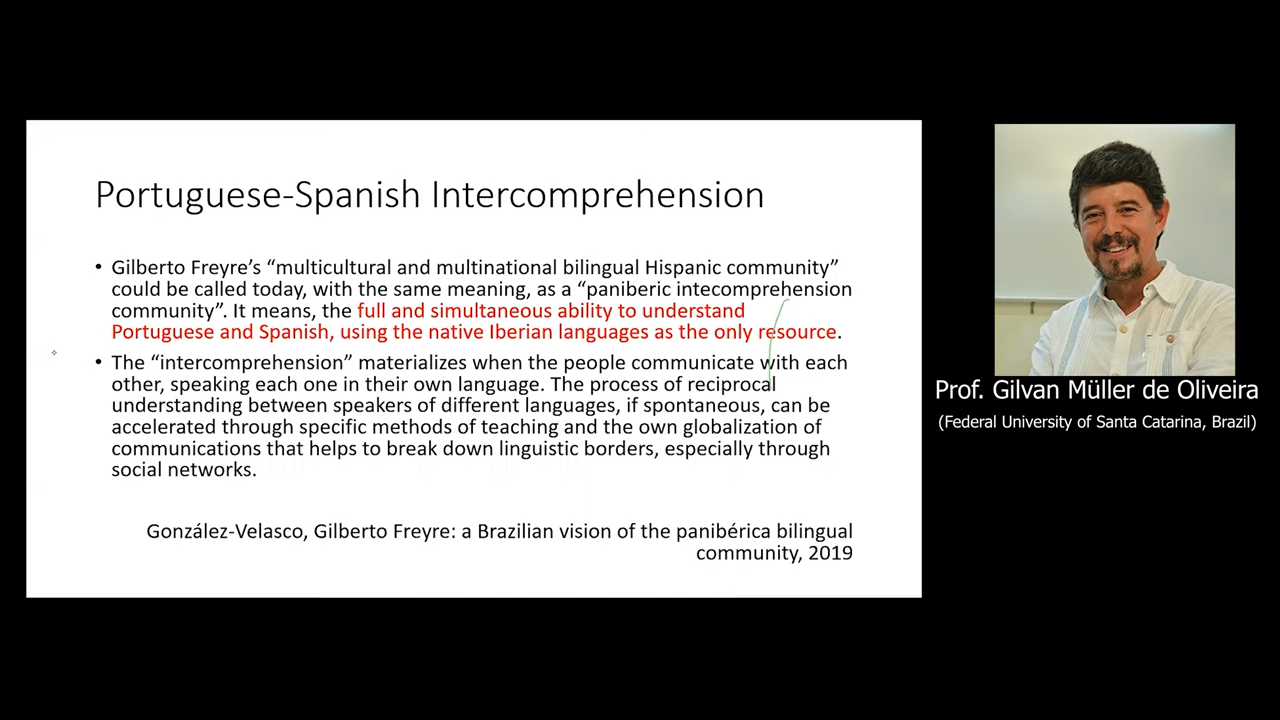 Portuguese-Spanish Intercomprehension
• Gilberto Freyre’s “multicultural and multinational bilingual Hispanic community”
could be called today, with the same meaning, as a “paniberic intecomprehension
community”. It means, the full and simultaneous ability to understand
Portuguese and Spanish, using the native Iberian languages as the only resource.
• The “intercomprehension” materializes when the people communicate with each
other, speaking each one in their own language. The process of reciprocal
understanding between speakers of different languages, if spontaneous, can be
accelerated through specific methods of teaching and the own globalization of
communications that helps to break down linguistic borders, especially through
social networks.
González-Velasco, Gilberto Freyre: a Brazilian vision of the panibérica bilingual
community, 2019
Prof. Gilvan Müller de Oliveira
(Federal University of Santa Catarina, Brazil)